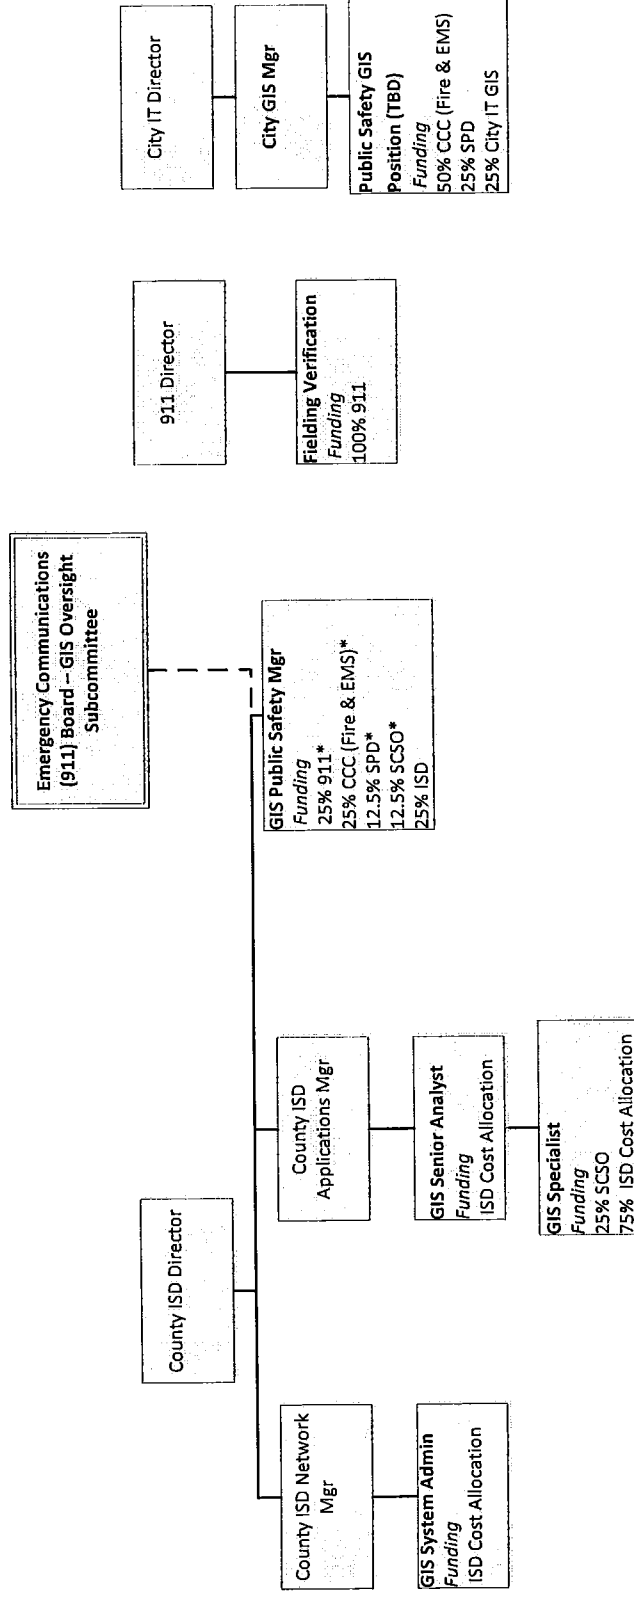 Emergency Communications
(911) Board – GIS Oversight
Subcommittee
County ISD Director
911 Director
City IT Director
County ISD Network
Mgr
County ISD
Applications Mgr
GIS Public Safety Mgr
Funding
25% 911*
25% CCC (Fire & EMS)*
12.5% SPD*
12.5% SCSO*
25% ISD
Fielding Verification
Funding
100% 911
City GIS Mgr
GIS System Admin
Funding
ISD Cost Allocation
GIS Senior Analyst
Funding
ISD Cost Allocation
Public Safety GIS
Position (TBD)
Funding
50% CCC (Fire & EMS)
25% SPD
25% City IT GIS
GIS Specialist
Funding
25% SCSO
75% ISD Cost Allocation